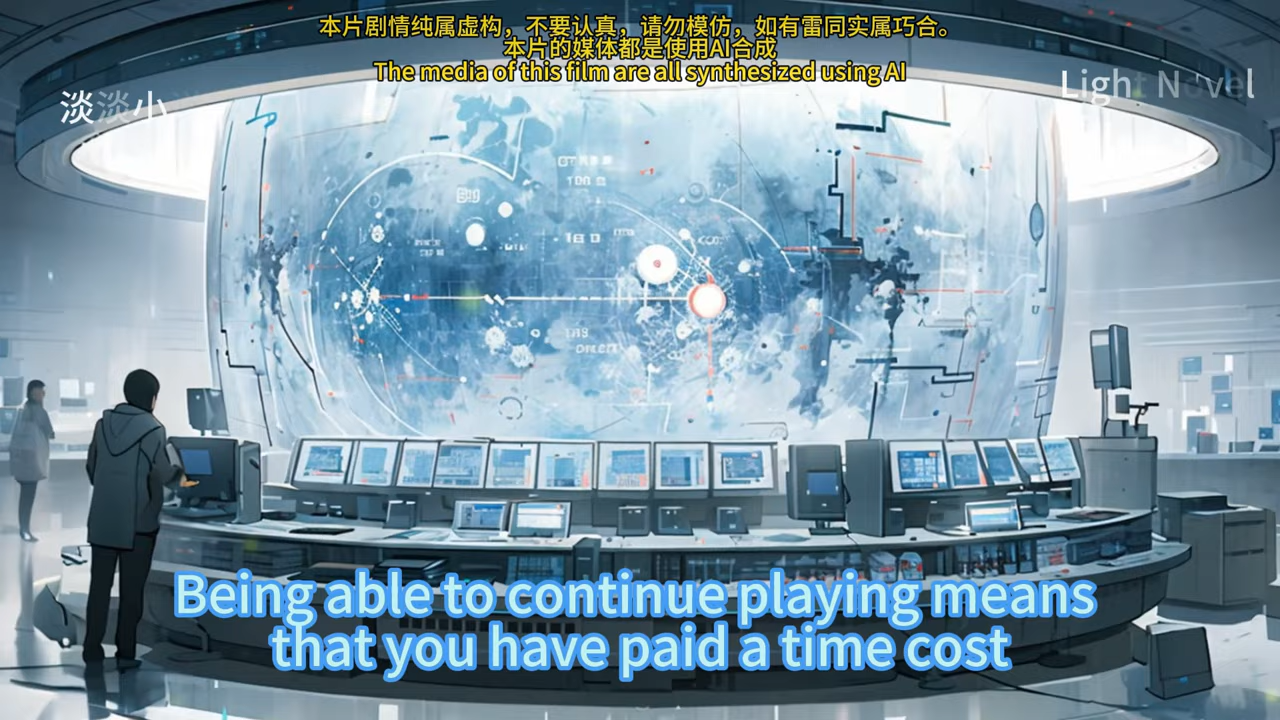 本片剧情纯属虚构，不要认真，请勿模仿，如有雷同实属巧合。
本片的媒体都是使用AI合成
The media of this film are all synthesized using AI
淡淡小
Light Novel
Being able to continue playing means
that you have paid a time cost